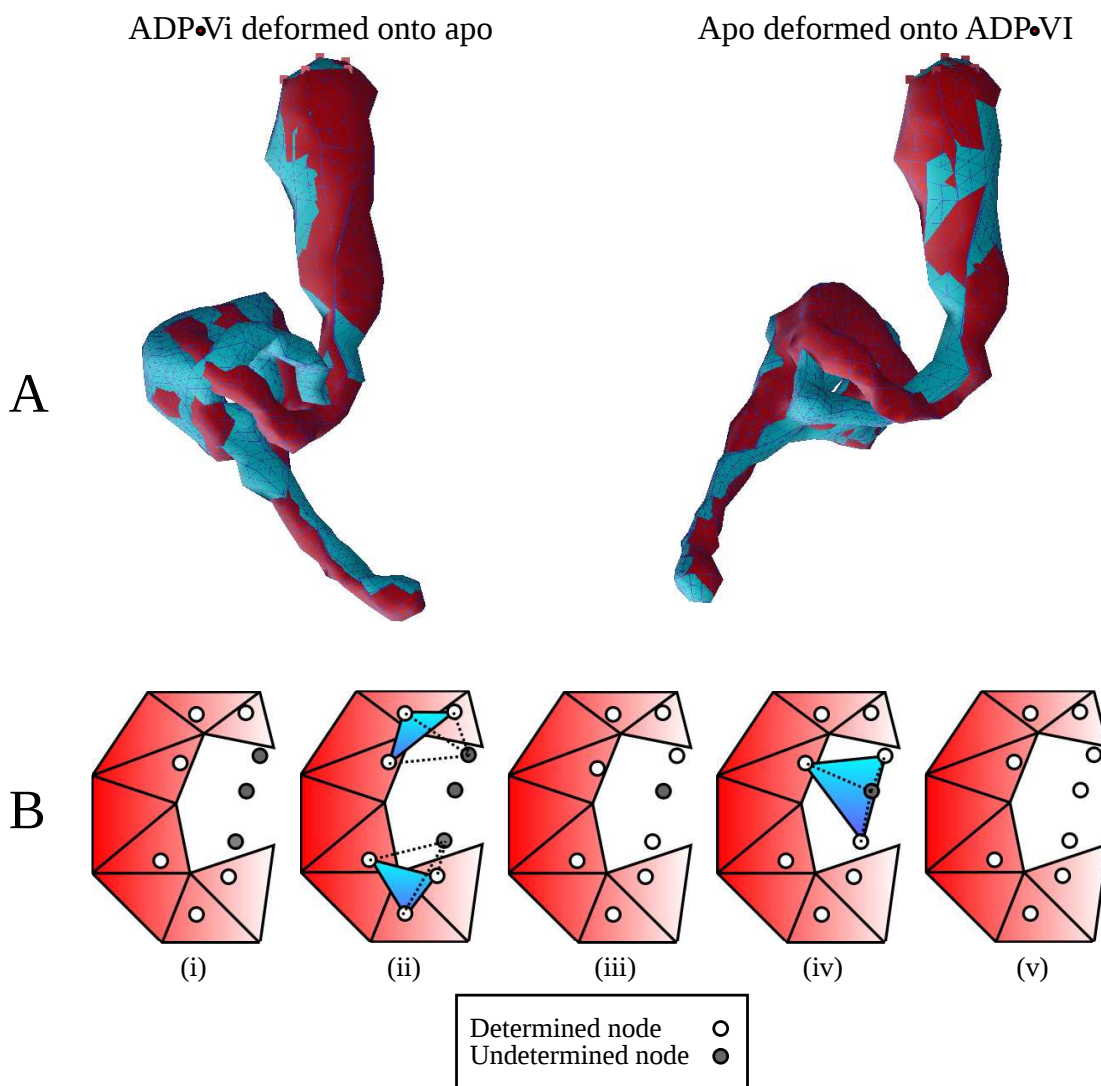 ADP•Vi deformed onto apo
Apo deformed onto ADP•VI
A
B
(i)
(ii)
(iii)
(iv)
(v)
Determined node
Undetermined node